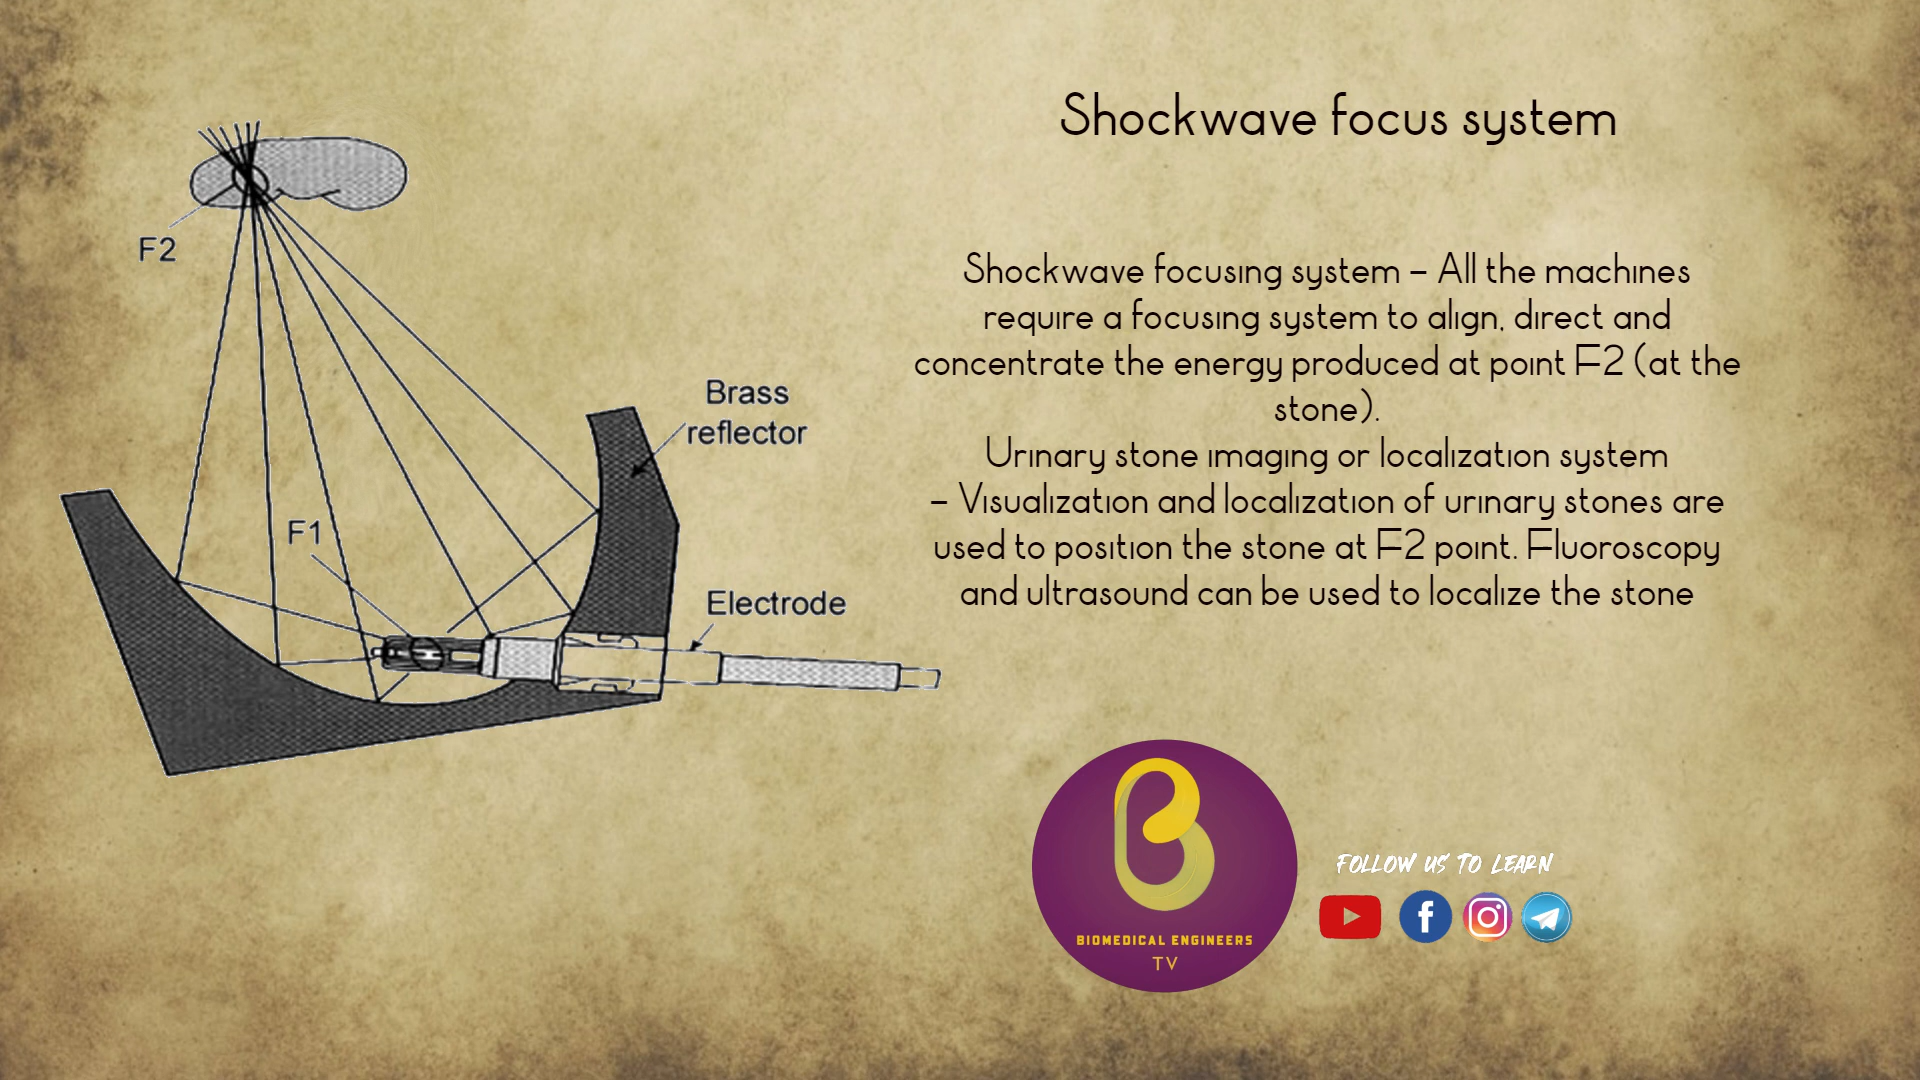 Shockwave focus system
Shockwave focusing system – All the machines
require a focusing system to align, direct and
concentrate the energy produced at point F2 (at the
stone).
Urinary stone imaging or localization system
– Visualization and localization of urinary stones are
used to position the stone at F2 point. Fluoroscopy
and ultrasound can be used to localize the stone
F2
Brass
reflector
F1
Electrode
BIOMEDICAL ENGINEERS
TV
FOLLOW US TO LEARN